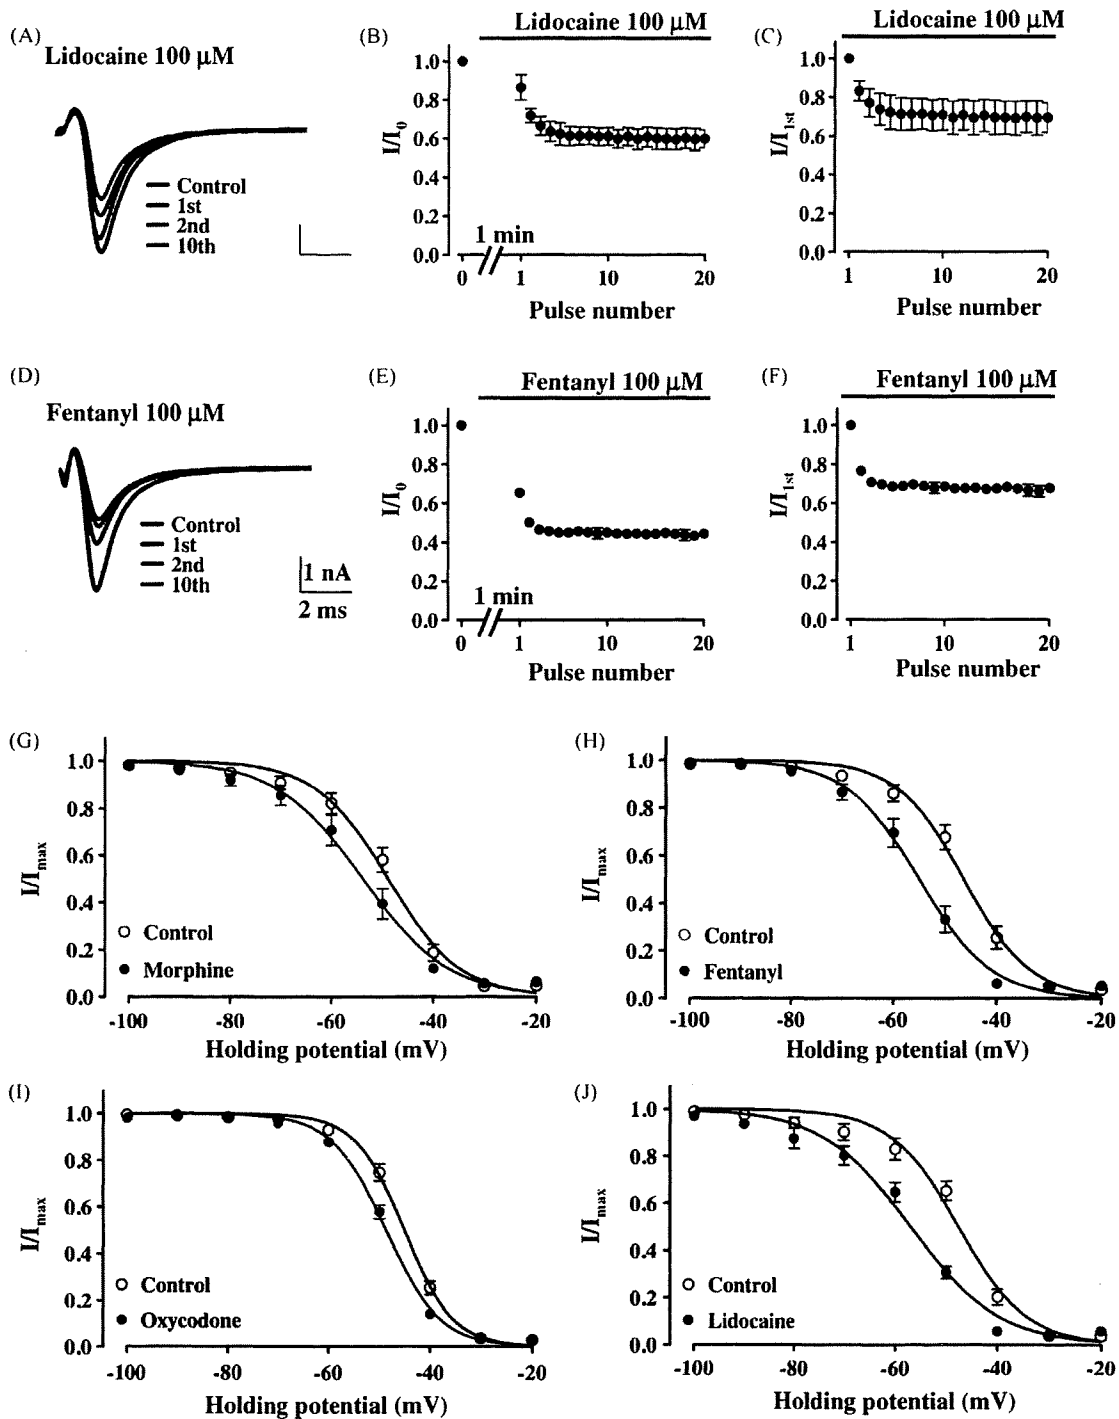 (A)
Lidocaine 100 μM
Control
1st
2nd
10th
(B)
Lidocaine 100 μM
I/I0
1.0
0.8
0.6
0.4
0.2
0.0
1 min
0
1
10
20
Pulse number
(C)
Lidocaine 100 μM
I/I1st
1.0
0.8
0.6
0.4
0.2
0.0
1
10
20
Pulse number
(D)
Fentanyl 100 μM
Control
1st
2nd
10th
1 nA
2 ms
(E)
Fentanyl 100 μM
I/I0
1.0
0.8
0.6
0.4
0.2
0.0
1 min
0
1
10
20
Pulse number
(F)
Fentanyl 100 μM
I/I1st
1.0
0.8
0.6
0.4
0.2
0.0
1
10
20
Pulse number
(G)
I/Imax
1.0
0.8
0.6
0.4
0.2
0.0
Control
Morphine
-100
-80
-60
-40
-20
Holding potential (mV)
(H)
I/Imax
1.0
0.8
0.6
0.4
0.2
0.0
Control
Fentanyl
-100
-80
-60
-40
-20
Holding potential (mV)
(I)
I/Imax
1.0
0.8
0.6
0.4
0.2
0.0
Control
Oxycodone
-100
-80
-60
-40
-20
Holding potential (mV)
(J)
I/Imax
1.0
0.8
0.6
0.4
0.2
0.0
Control
Lidocaine
-100
-80
-60
-40
-20
Holding potential (mV)